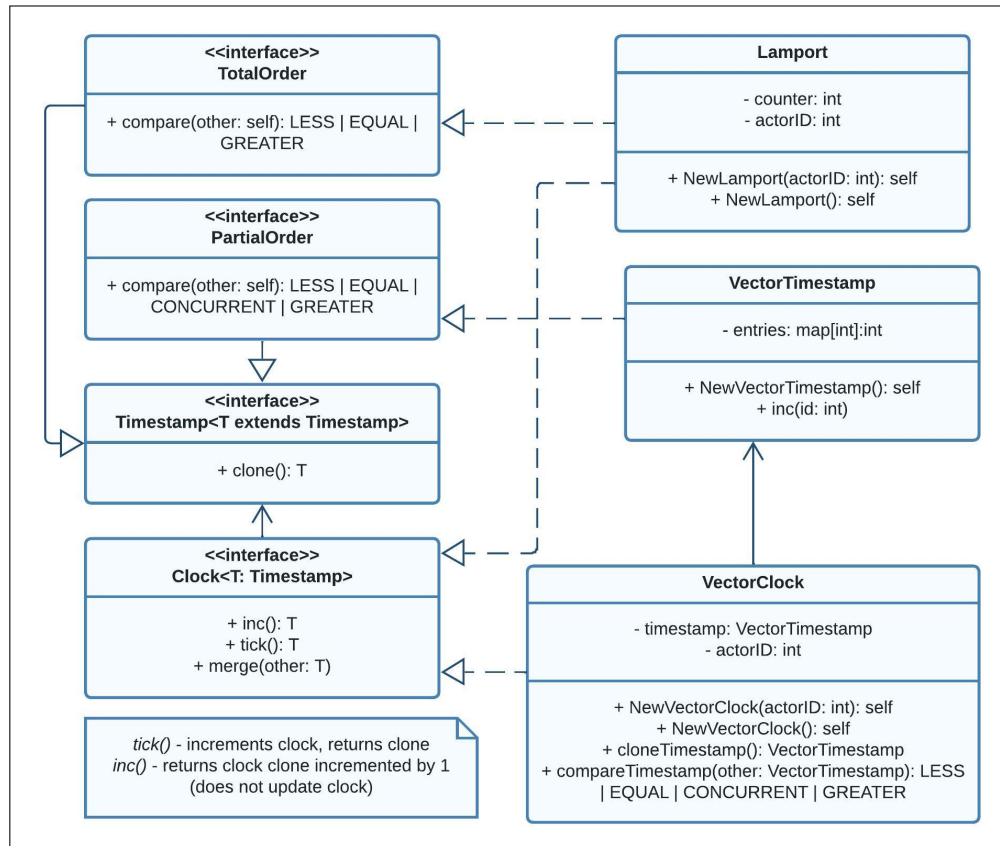 <<interface>>
TotalOrder
+ compare(other: self): LESS | EQUAL |
GREATER
<<interface>>
PartialOrder
+ compare(other: self): LESS | EQUAL |
CONCURRENT | GREATER
<<interface>>
Timestamp<T extends Timestamp>
+ clone(): T
<<interface>>
Clock<T: Timestamp>
+ inc(): T
+ tick(): T
+ merge(other: T)
tick() - increments clock, returns clone
inc() - returns clock clone incremented by 1
(does not update clock)
Lamport
- counter: int
- actorID: int
+ NewLamport(actorID: int): self
+ NewLamport(): self
VectorTimestamp
- entries: map[int]:int
+ NewVectorTimestamp(): self
+ inc(id: int)
VectorClock
- timestamp: VectorTimestamp
- actorID: int
+ NewVectorClock(actorID: int): self
+ NewVectorClock(): self
+ cloneTimestamp(): VectorTimestamp
+ compareTimestamp(other: VectorTimestamp): LESS
| EQUAL | CONCURRENT | GREATER